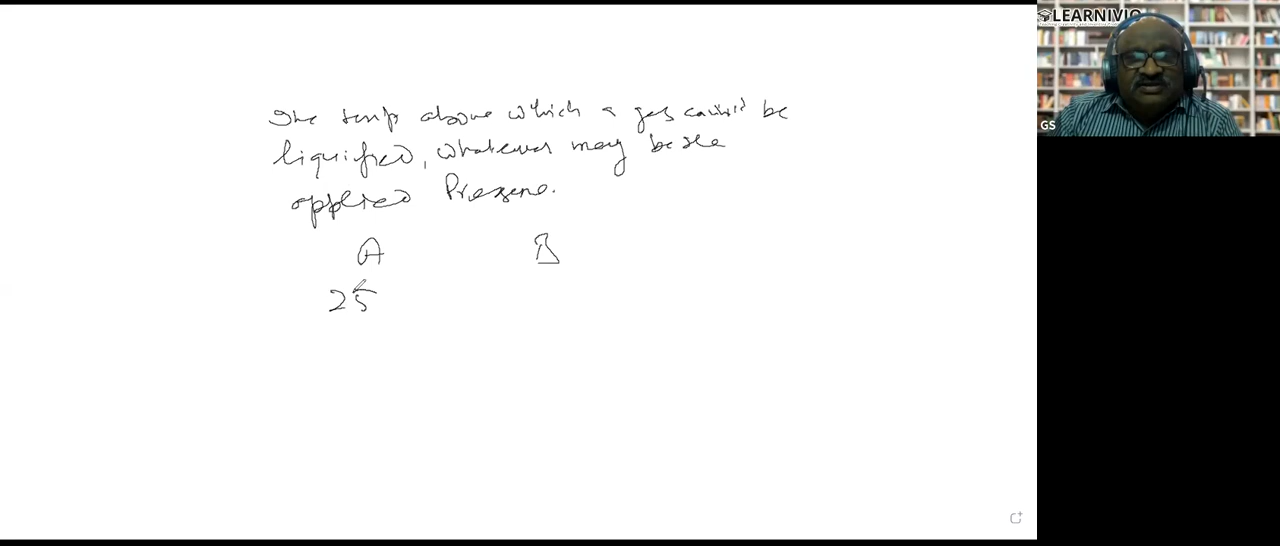 The temp above which a gas cannot be
liquified, whatever may be the
applied Pressure.
A B
25
LEARNIVIO
GS